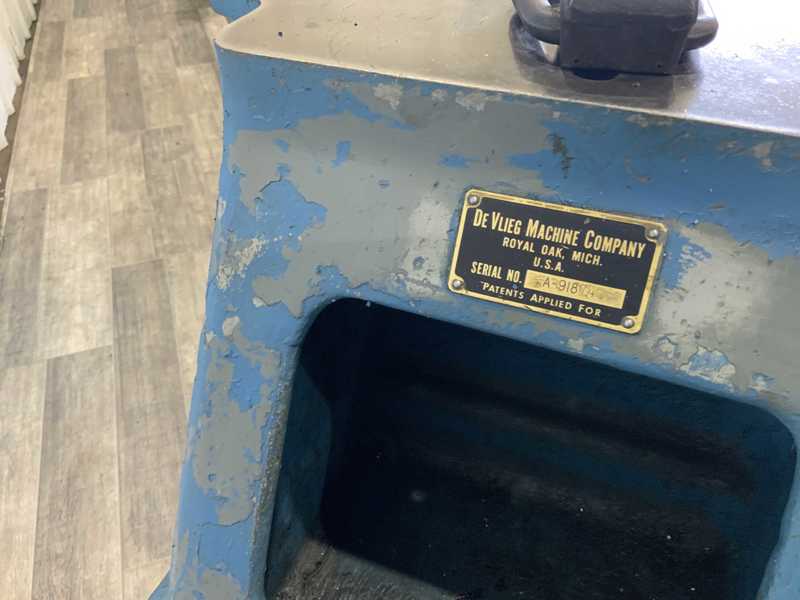 DE VLIEG MACHINE COMPANY
ROYAL OAK, MICH.
U.S.A.
SERIAL NO.
PATENTS APPLIED FOR